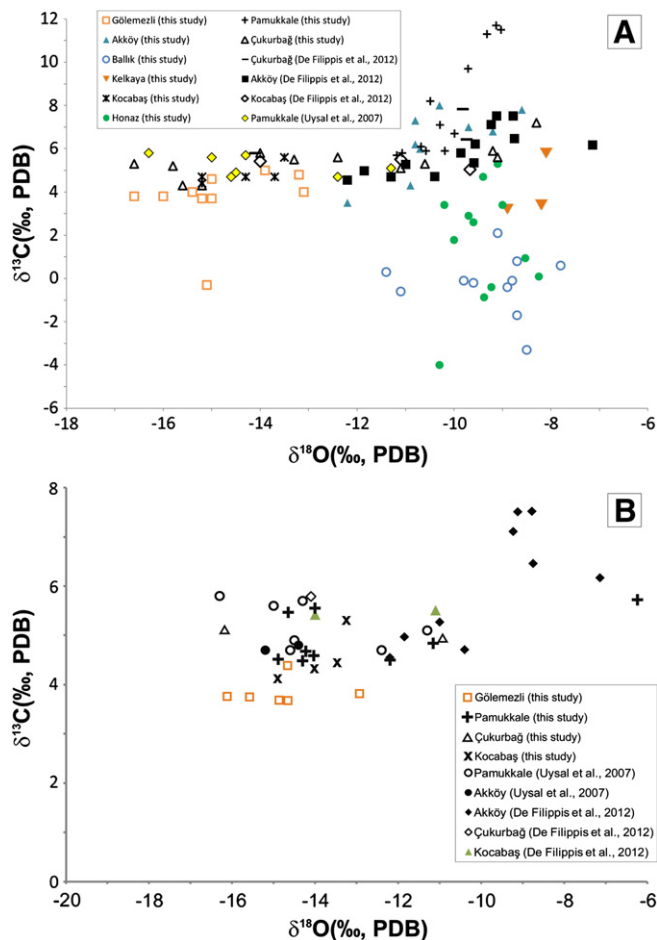 A
Gölemezli (this study)
Akköy (this study)
Ballık (this study)
Kelkaya (this study)
Kocabaş (this study)
Honaz (this study)
Pamukkale (this study)
Çukurbağ (this study)
Çukurbağ (De Filippis et al., 2012)
Akköy (De Filippis et al., 2012)
Kocabaş (De Filippis et al., 2012)
Pamukkale (Uysal et al., 2007)
δ¹³C(‰, PDB)
12
10
8
6
4
2
0
2
4
6
-18
-16
-14
-12
-10
-8
-6
δ¹⁸O(‰, PDB)
B
δ¹³C(‰, PDB)
8
6
4
2
0
Gölemezli (this study)
Pamukkale (this study)
Çukurbağ (this study)
Kocabaş (this study)
Pamukkale (Uysal et al., 2007)
Akköy (Uysal et al., 2007)
Akköy (De Filippis et al., 2012)
Çukurbağ (De Filippis et al., 2012)
Kocabaş (De Filippis et al., 2012)
-20
-18
-16
-14
-12
-10
-8
-6
δ¹⁸O(‰, PDB)